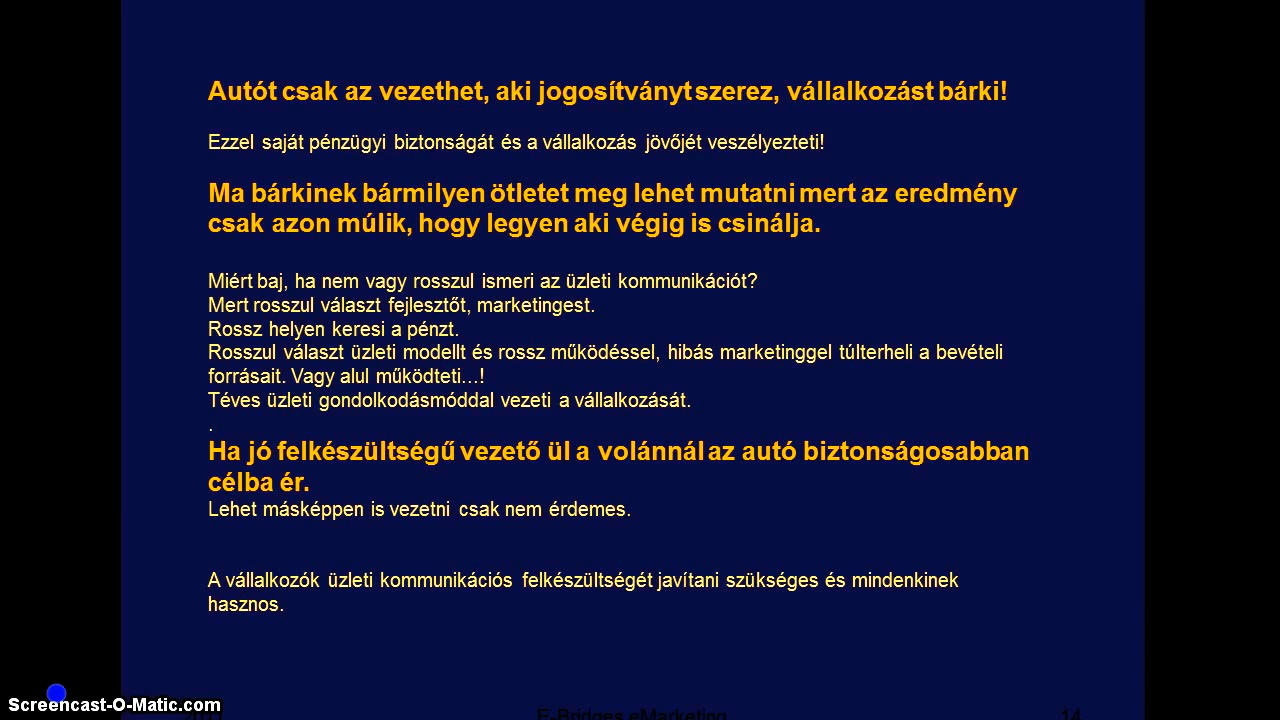 Autót csak az vezethet, aki jogosítványt szerez, vállalkozást bárki!
Ezzel saját pénzügyi biztonságát és a vállalkozás jövőjét veszélyezteti!
Ma bárkinek bármilyen ötletet meg lehet mutatni mert az eredmény
csak azon múlik, hogy legyen aki végig is csinálja.
Miért baj, ha nem vagy rosszul ismeri az üzleti kommunikációt?
Mert rosszul választ fejlesztőt, marketingest.
Rossz helyen keresi a pénzt.
Rosszul választ üzleti modellt és rossz működéssel, hibás marketinggel túlterheli a bevételi
forrásait. Vagy alul működteti...!
Téves üzleti gondolkodásmóddal vezeti a vállalkozását.
.
Ha jó felkészültségű vezető ül a volánnál az autó biztonságosabban
célba ér.
Lehet másképpen is vezetni csak nem érdemes.
A vállalkozók üzleti kommunikációs felkészültségét javítani szükséges és mindenkinek
hasznos.
E-Bridges eMarketing
14
Screencast-O-Matic.com